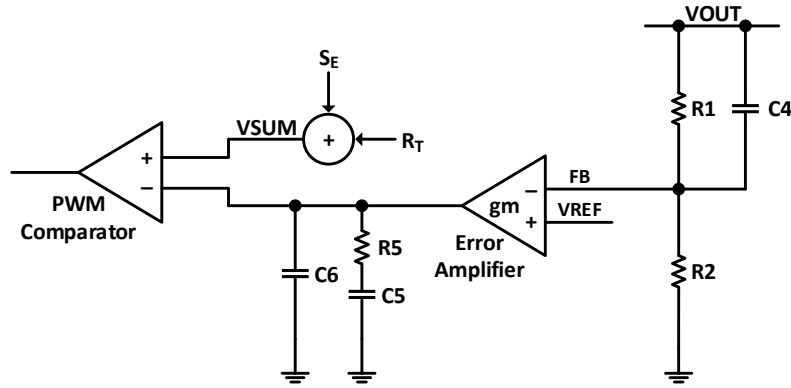 VOUT
SE
R1
C4
VSUM
+
RT
+
−
FB
−
gm
VREF
+
PWM
Comparator
Error
Amplifier
R5
C6
C5
R2